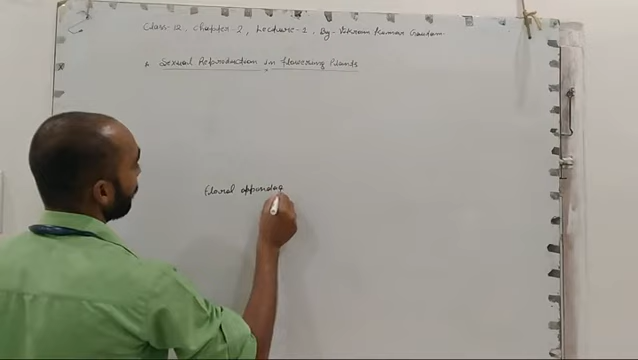 Class-12, Chapter-2, Lecture-1, By- Vikram Kumar Gautam.
Sexual Reproduction in flowering Plants
Floral appendag